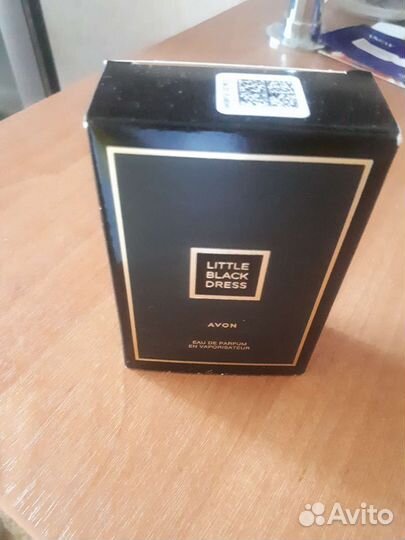 LITTLE
BLACK
DRESS
AVON
EAU DE PARFUM
EN VAPORISATEUR
Avito